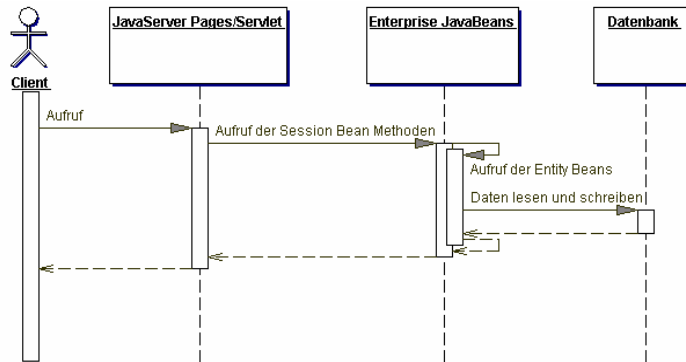 JavaServer Pages/Servlet
Enterprise JavaBeans
Datenbank
Client
Aufruf
Aufruf der Session Bean Methoden
Aufruf der Entity Beans
Daten lesen und schreiben